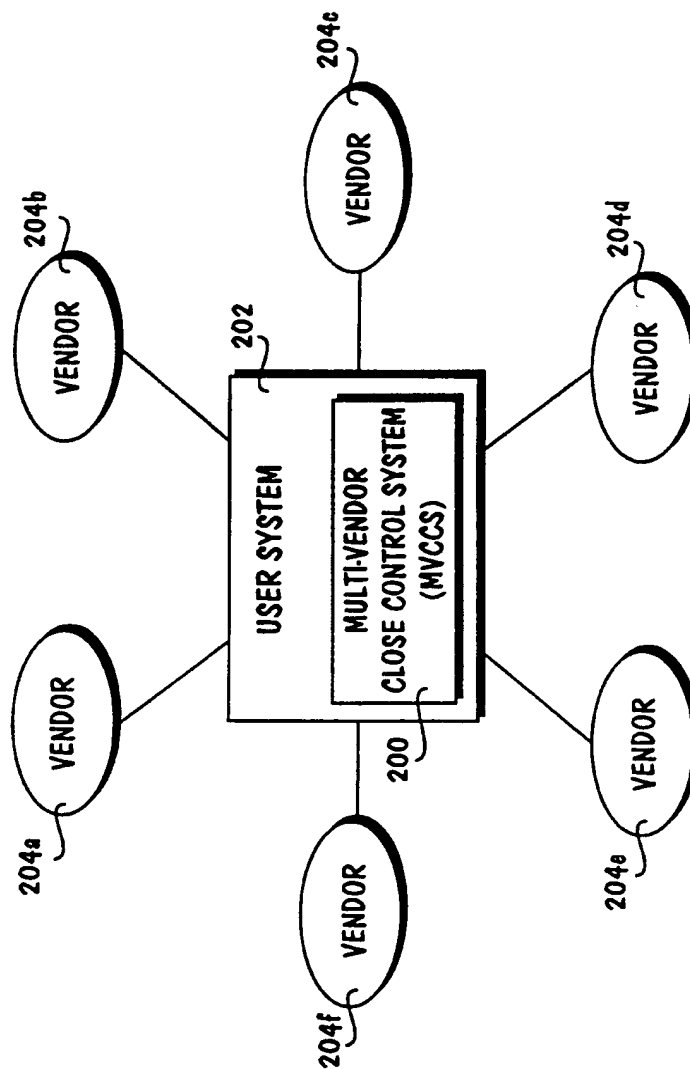 204a
VENDOR
204b
VENDOR
204f
VENDOR
USER SYSTEM
202
MULTI-VENDOR
CLOSE CONTROL SYSTEM
(MVCCS)
200
204c
VENDOR
204e
VENDOR
204d
VENDOR